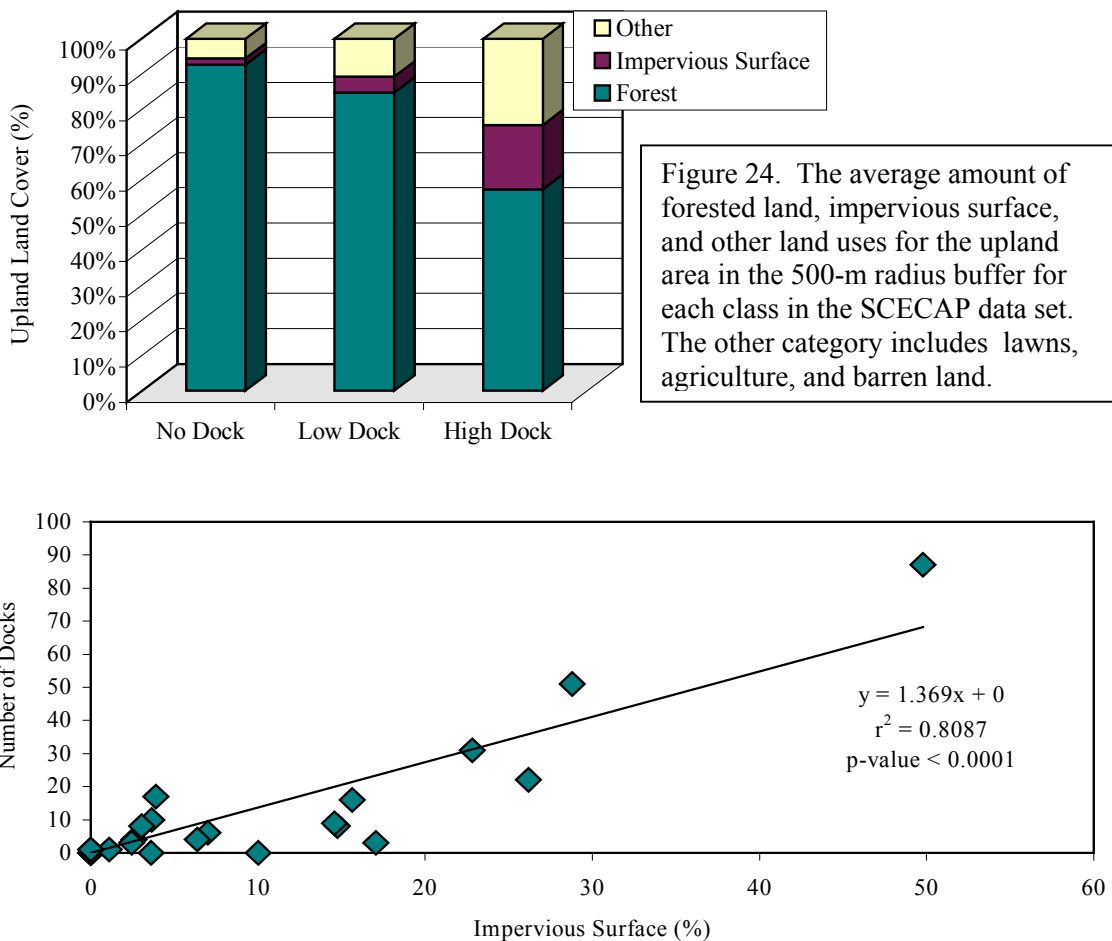 Other
Impervious Surface
Forest
Upland Land Cover (%)
100%
90%
80%
70%
60%
50%
40%
30%
20%
10%
0%
No Dock Low Dock High Dock
Figure 24. The average amount of
forested land, impervious surface,
and other land uses for the upland
area in the 500-m radius buffer for
each class in the SCECAP data set.
The other category includes lawns,
agriculture, and barren land.
Number of Docks
100
90
80
70
60
50
40
30
20
10
0
y = 1.369x + 0
r² = 0.8087
p-value < 0.0001
0 10 20 30 40 50 60
Impervious Surface (%)